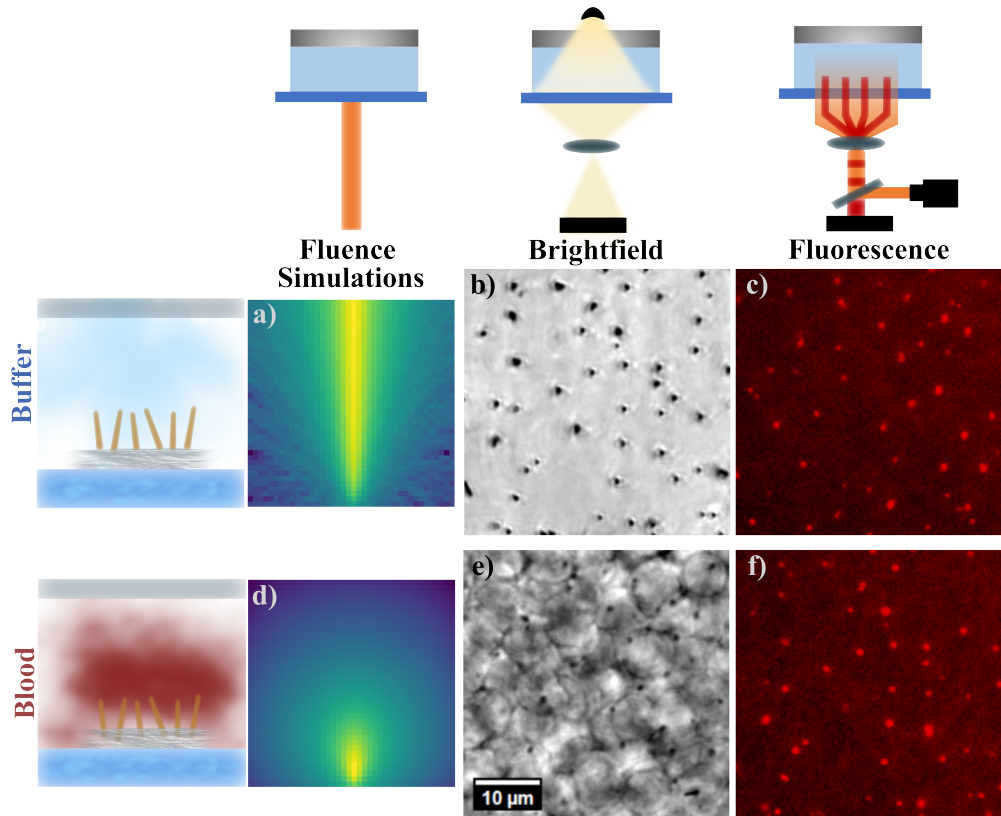 Fluence
Simulations
Brightfield
Fluorescence
Buffer
a)
b)
c)
Blood
d)
e)
f)
10 µm